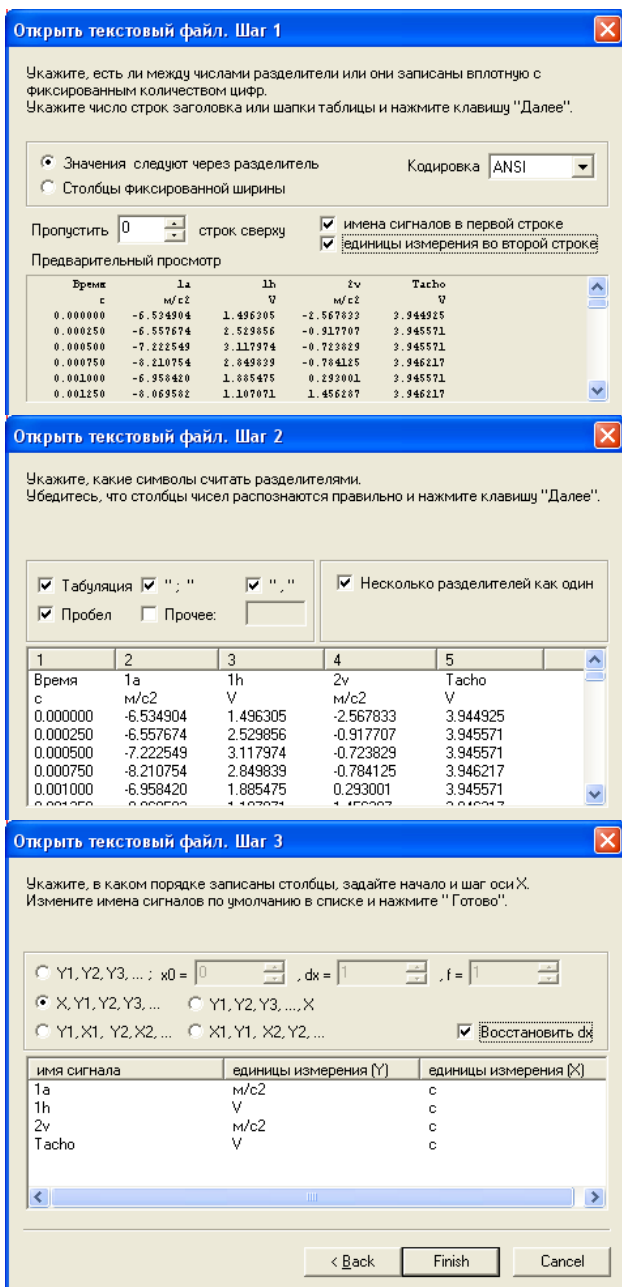 Открыть текстовый файл. Шаг 1
Укажите, есть ли между числами разделители или они записаны вплотную с
фиксированным количеством цифр.
Укажите число строк заголовка или шапки таблицы и нажмите клавишу "Далее".
Значения следуют через разделитель Кодировка ANSI
Столбцы фиксированной ширины
Пропустить 0 строк сверху имена сигналов в первой строке
единицы измерения во второй строке
Предварительный просмотр
Время 1a 1h 2v Tacho
с м/с2 V м/с2 V
0.000000 -6.534904 1.496305 -2.567833 3.944925
0.000250 -6.557674 2.529856 -0.917707 3.945571
0.000500 -7.222549 3.117974 -0.723829 3.945571
0.000750 -8.210754 2.849839 -0.784125 3.946217
0.001000 -6.958420 1.885475 0.293001 3.945571
0.001250 -8.069582 1.107071 1.456287 3.946217
Открыть текстовый файл. Шаг 2
Укажите, какие символы считать разделителями.
Убедитесь, что столбцы чисел распознаются правильно и нажмите клавишу "Далее".
Табуляция " ; " " , " Несколько разделителей как один
Пробел Прочее:
1 2 3 4 5
Время 1a 1h 2v Tacho
с м/с2 V м/с2 V
0.000000 -6.534904 1.496305 -2.567833 3.944925
0.000250 -6.557674 2.529856 -0.917707 3.945571
0.000500 -7.222549 3.117974 -0.723829 3.945571
0.000750 -8.210754 2.849839 -0.784125 3.946217
0.001000 -6.958420 1.885475 0.293001 3.945571
Открыть текстовый файл. Шаг 3
Укажите, в каком порядке записаны столбцы, задайте начало и шаг оси X.
Измените имена сигналов по умолчанию в списке и нажмите " Готово".
Y1, Y2, Y3, ... ; x0 = 0 , dx = 1 , f = 1
X, Y1, Y2, Y3, ... Y1, Y2, Y3, ..., X
Y1, X1, Y2, X2, ... X1, Y1, X2, Y2, ... Восстановить dx
имя сигнала единицы измерения (Y) единицы измерения (X)
1a м/с2 с
1h V с
2v м/с2 с
Tacho V с
< Back Finish Cancel